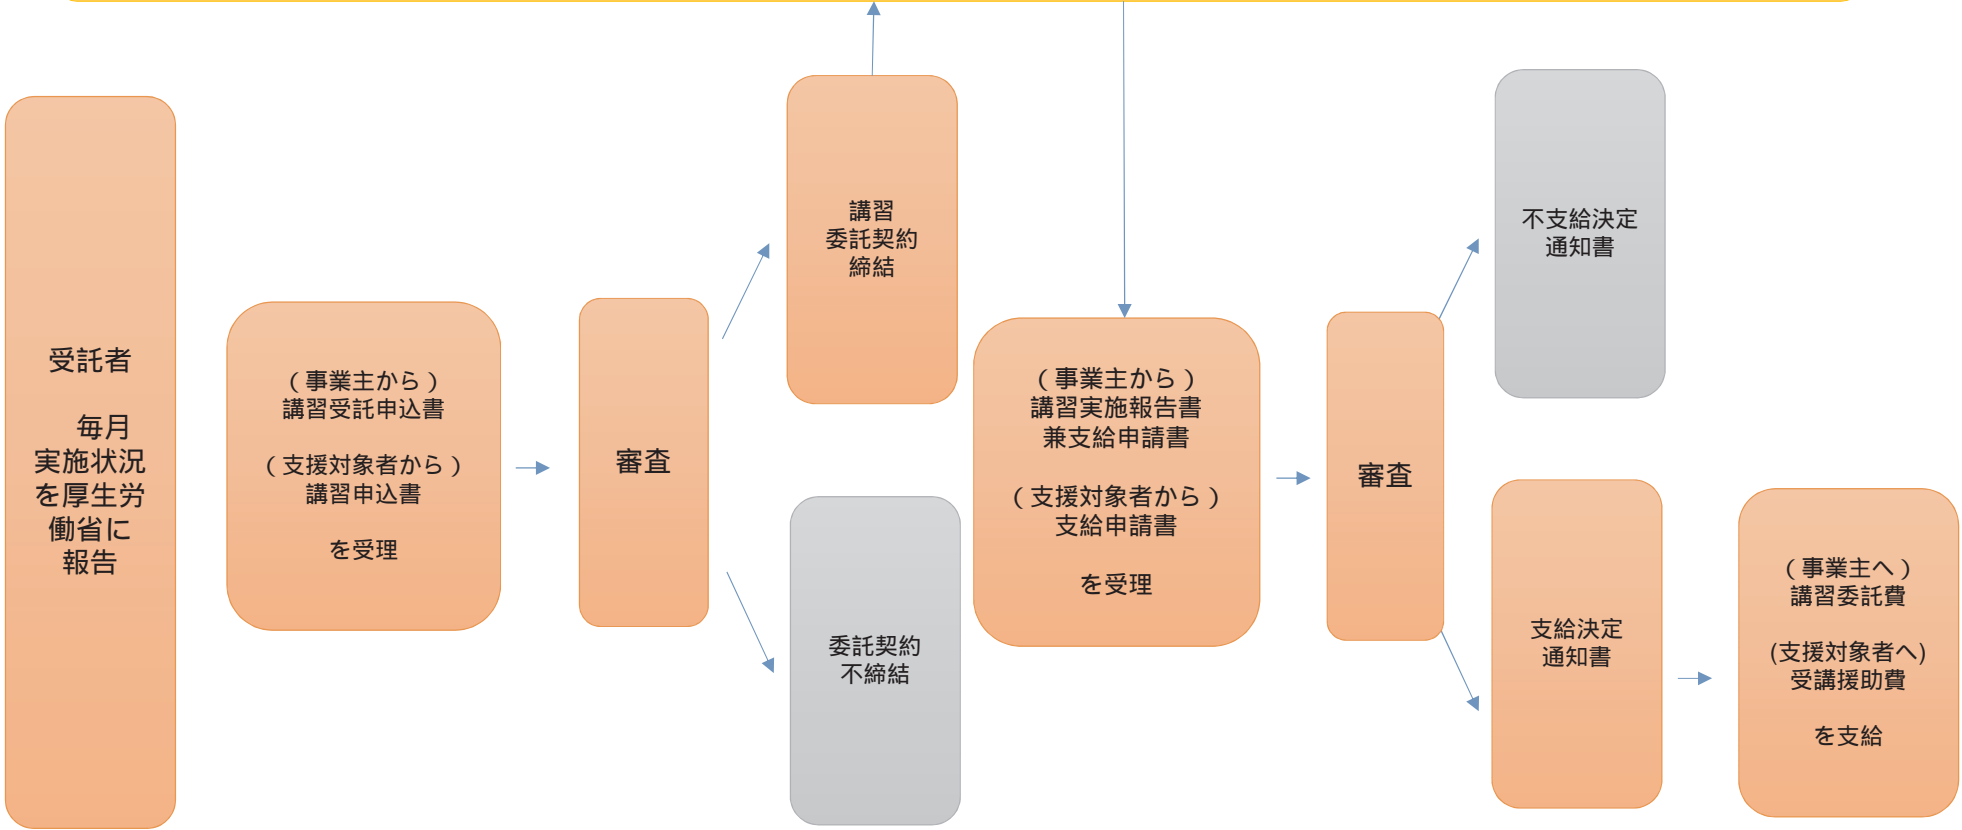 受託者
毎月
実施状況
を厚生労
働省に
報告
（事業主から）
講習受託申込書
（支援対象者から）
講習申込書
を受理
審査
講習
委託契約
締結
委託契約
不締結
（事業主から）
講習実施報告書
兼支給申請書
（支援対象者から）
支給申請書
を受理
審査
不支給決定
通知書
支給決定
通知書
（事業主へ）
講習委託費
(支援対象者へ)
受講援助費
を支給